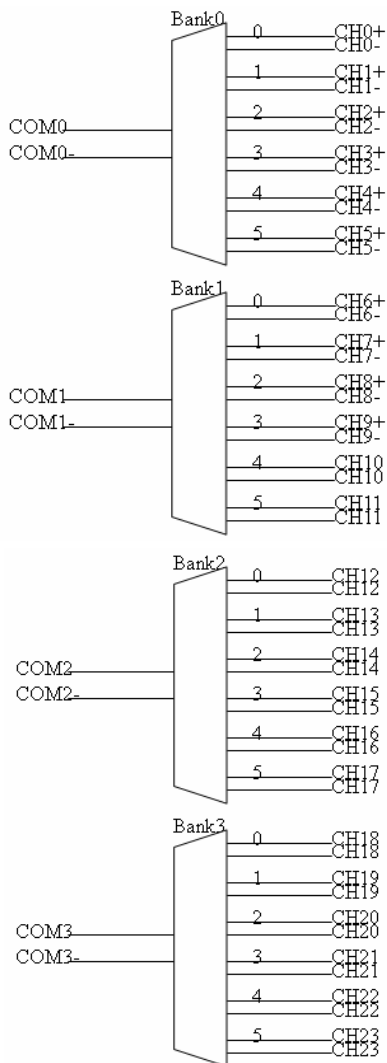 Bank0
0 CH0+
CH0-
1 CH1+
CH1-
2 CH2+
COM0 CH2-
COM0- 3 CH3+
CH3-
4 CH4+
CH4-
5 CH5+
CH5-
Bank1
0 CH6+
CH6-
1 CH7+
CH7-
2 CH8+
COM1 CH8-
COM1- 3 CH9+
CH9-
4 CH10
CH10
5 CH11
CH11
Bank2
0 CH12
CH12
1 CH13
CH13
2 CH14
COM2 CH14
COM2- 3 CH15
CH15
4 CH16
CH16
5 CH17
CH17
Bank3
0 CH18
CH18
1 CH19
CH19
2 CH20
COM3 CH20
COM3- 3 CH21
CH21
4 CH22
CH22
5 CH23
CH23